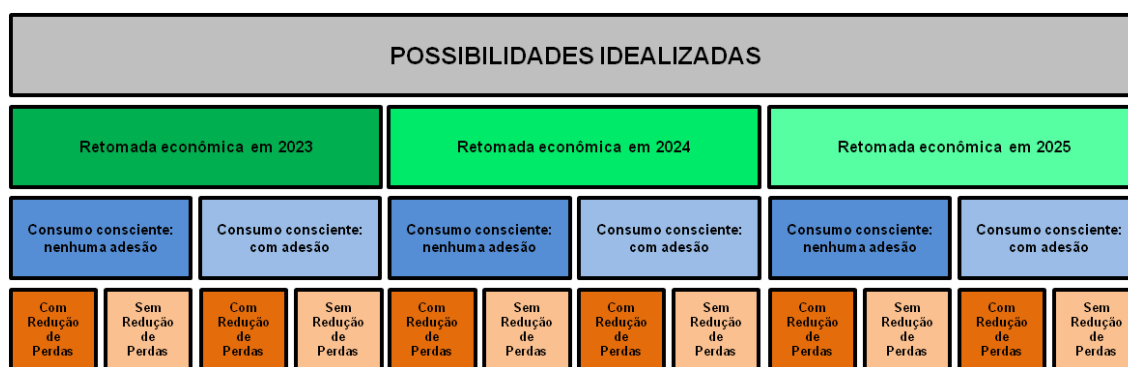 POSSIBILIDADES IDEALIZADAS
Retomada econômica em 2023
Retomada econômica em 2024
Retomada econômica em 2025
Consumo consciente:
nenhuma adesão
Consumo consciente:
com adesão
Consumo consciente:
nenhuma adesão
Consumo consciente:
com adesão
Consumo consciente:
nenhuma adesão
Consumo consciente:
com adesão
Com
Redução
de
Perdas
Sem
Redução
de
Perdas
Com
Redução
de
Perdas
Sem
Redução
de
Perdas
Com
Redução
de
Perdas
Sem
Redução
de
Perdas
Com
Redução
de
Perdas
Sem
Redução
de
Perdas
Com
Redução
de
Perdas
Sem
Redução
de
Perdas
Com
Redução
de
Perdas
Sem
Redução
de
Perdas